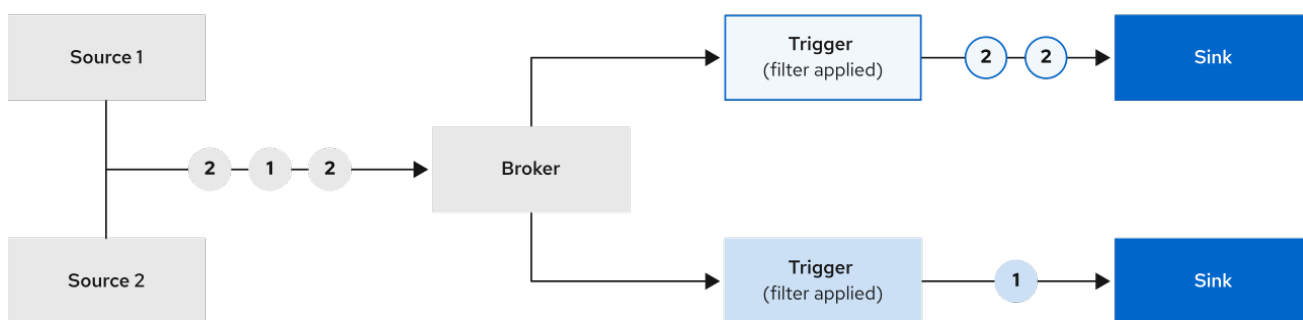 Source 1
Trigger
(filter applied)
2 2
Sink
2 1 2
Broker
Source 2
Trigger
(filter applied)
1
Sink